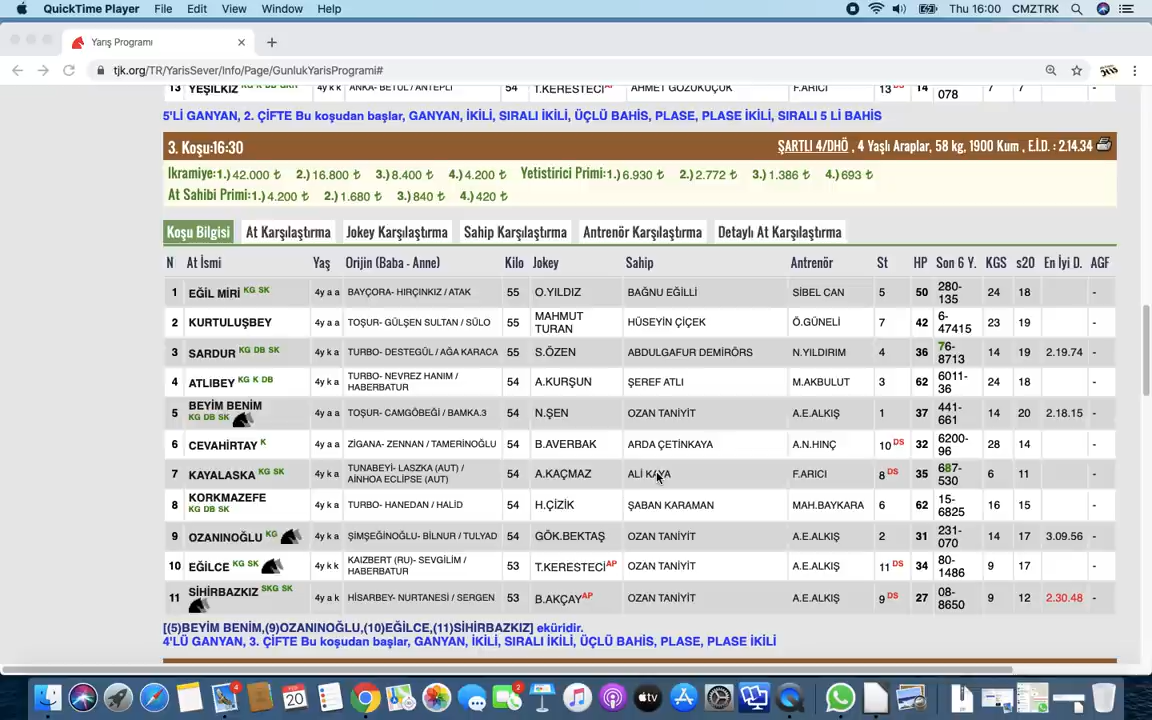 QuickTime Player File Edit View Window Help Thu 16:00 CMZTRK
Yarış Programı
tjk.org/TR/YarisSever/Info/Page/GunlukYarisProgrami#
13 YEŞİLKIZ KG K DB GKR 4y k k ANKA- BETÜL / ANTEPLİ 54 T.KERESTECİ AP AHMET GÖZÜKÜÇÜK F.ARICI 13 DS 14 078 7 7
5'Lİ GANYAN, 2. ÇİFTE Bu koşudan başlar, GANYAN, İKİLİ, SIRALI İKİLİ, ÜÇLÜ BAHİS, PLASE, PLASE İKİLİ, SIRALI 5 Lİ BAHİS
3. Koşu:16:30 ŞARTLI 4/DHÖ , 4 Yaşlı Araplar, 58 kg, 1900 Kum , E.İ.D. : 2.14.34
Ikramiye:1.) 42.000 ₺ 2.) 16.800 ₺ 3.) 8.400 ₺ 4.) 4.200 ₺ Yetistirici Primi:1.) 6.930 ₺ 2.) 2.772 ₺ 3.) 1.386 ₺ 4.) 693 ₺
At Sahibi Primi:1.) 4.200 ₺ 2.) 1.680 ₺ 3.) 840 ₺ 4.) 420 ₺
Koşu Bilgisi At Karşılaştırma Jokey Karşılaştırma Sahip Karşılaştırma Antrenör Karşılaştırma Detaylı At Karşılaştırma
N At İsmi Yaş Orijin (Baba - Anne) Kilo Jokey Sahip Antrenör St HP Son 6 Y. KGS s20 En İyi D. AGF
1 EĞİL MİRİ KG SK 4y a a BAYÇORA- HIRÇINKIZ / ATAK 55 O.YILDIZ BAĞNU EĞİLLİ SİBEL CAN 5 50 280-135 24 18 -
2 KURTULUŞBEY 4y a a TOŞUR- GÜLŞEN SULTAN / SÜLO 55 MAHMUT TURAN HÜSEYİN ÇİÇEK Ö.GÜNELİ 7 42 6-47415 23 19 -
3 SARDUR KG DB SK 4y k a TURBO- DESTEGÜL / AĞA KARACA 55 S.ÖZEN ABDULGAFUR DEMİRÖRS N.YILDIRIM 4 36 76-8713 14 19 2.19.74 -
4 ATLIBEY KG K DB 4y k a TURBO- NEVREZ HANIM / HABERBATUR 54 A.KURŞUN ŞEREF ATLI M.AKBULUT 3 62 6011-36 24 18 -
5 BEYİM BENİM KG DB SK 4y a a TOŞUR- CAMGÖBEĞİ / BAMKA.3 54 N.ŞEN OZAN TANİYİT A.E.ALKIŞ 1 37 441-661 14 20 2.18.15 -
6 CEVAHİRTAY K 4y a a ZİGANA- ZENNAN / TAMERİNOĞLU 54 B.AVERBAK ARDA ÇETİNKAYA A.N.HINÇ 10 DS 32 6200-96 28 14 -
7 KAYALASKA KG SK 4y k a TUNABEYİ- LASZKA (AUT) / AİNHOA ECLİPSE (AUT) 54 A.KAÇMAZ ALİ KAYA F.ARICI 8 DS 35 687-530 6 11 -
8 KORKMAZEFE KG DB SK 4y k a TURBO- HANEDAN / HALİD 54 H.ÇİZİK ŞABAN KARAMAN MAH.BAYKARA 6 62 15-6825 16 15 -
9 OZANINOĞLU KG 4y k a ŞİMŞEĞİNOĞLU- BİLNUR / TULYAD 54 GÖK.BEKTAŞ OZAN TANİYİT A.E.ALKIŞ 2 31 231-070 14 17 3.09.56 -
10 EĞİLCE KG SK 4y k k KAIZBERT (RU)- SEVGİLİM / HABERBATUR 53 T.KERESTECİ AP OZAN TANİYİT A.E.ALKIŞ 11 DS 34 80-1486 9 17 -
11 SİHİRBAZKIZ SKG SK 4y a k HİSARBEY- NURTANESİ / SERGEN 53 B.AKÇAY AP OZAN TANİYİT A.E.ALKIŞ 9 DS 27 08-8650 9 12 2.30.48 -
[(5)BEYİM BENİM,(9)OZANINOĞLU,(10)EĞİLCE,(11)SİHİRBAZKIZ] eküridir.
4'LÜ GANYAN, 3. ÇİFTE Bu koşudan başlar, GANYAN, İKİLİ, SIRALI İKİLİ, ÜÇLÜ BAHİS, PLASE, PLASE İKİLİ
4 20 2 tv